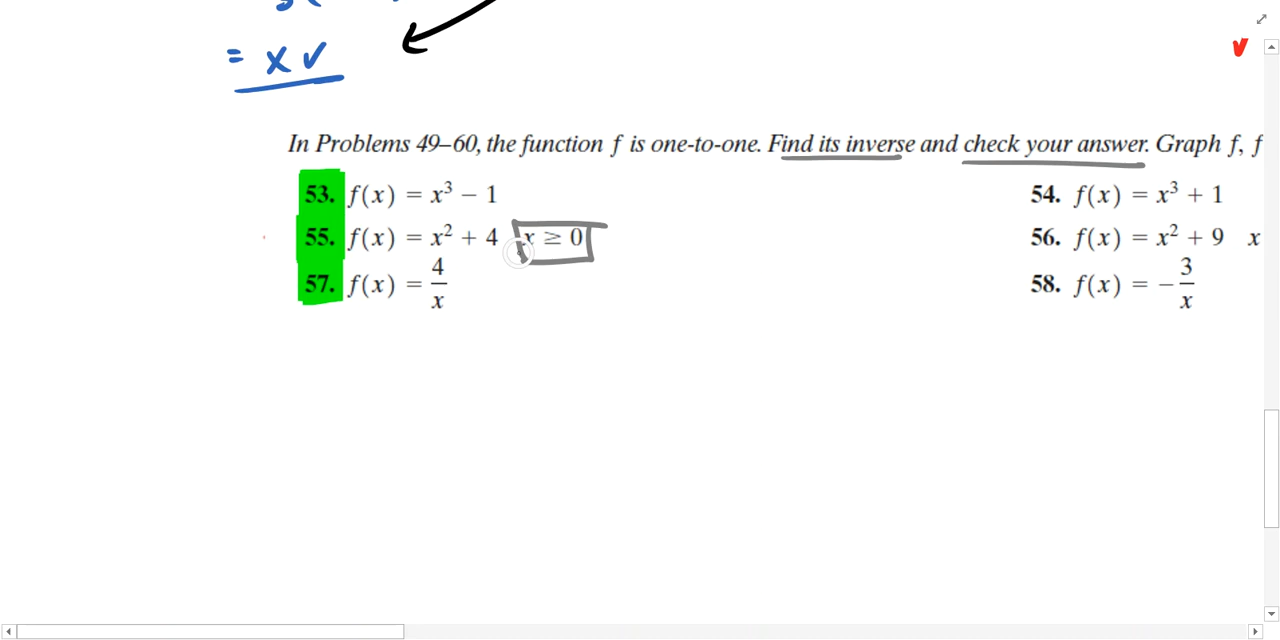 = x ✓
In Problems 49–60, the function f is one-to-one. Find its inverse and check your answer. Graph f, f
53. f(x) = x³ − 1
54. f(x) = x³ + 1
55. f(x) = x² + 4 x ≥ 0
56. f(x) = x² + 9 x
57. f(x) = 4/x
58. f(x) = −3/x